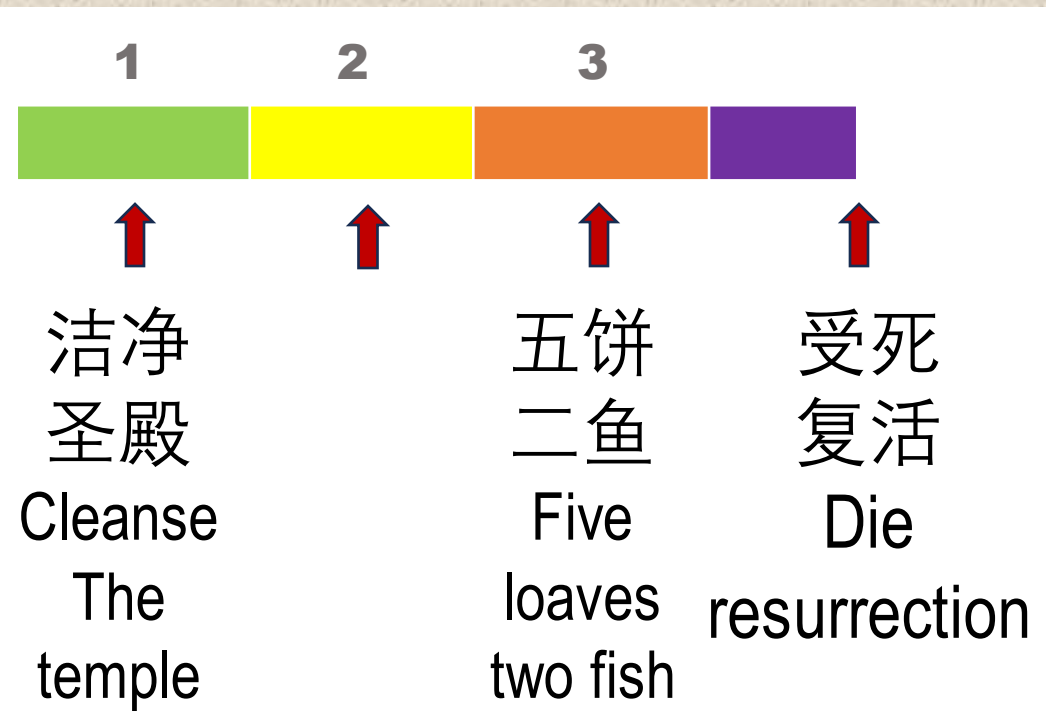 1 2 3
洁净
圣殿
Cleanse
The
temple
五饼
二鱼
Five
loaves
two fish
受死
复活
Die
resurrection